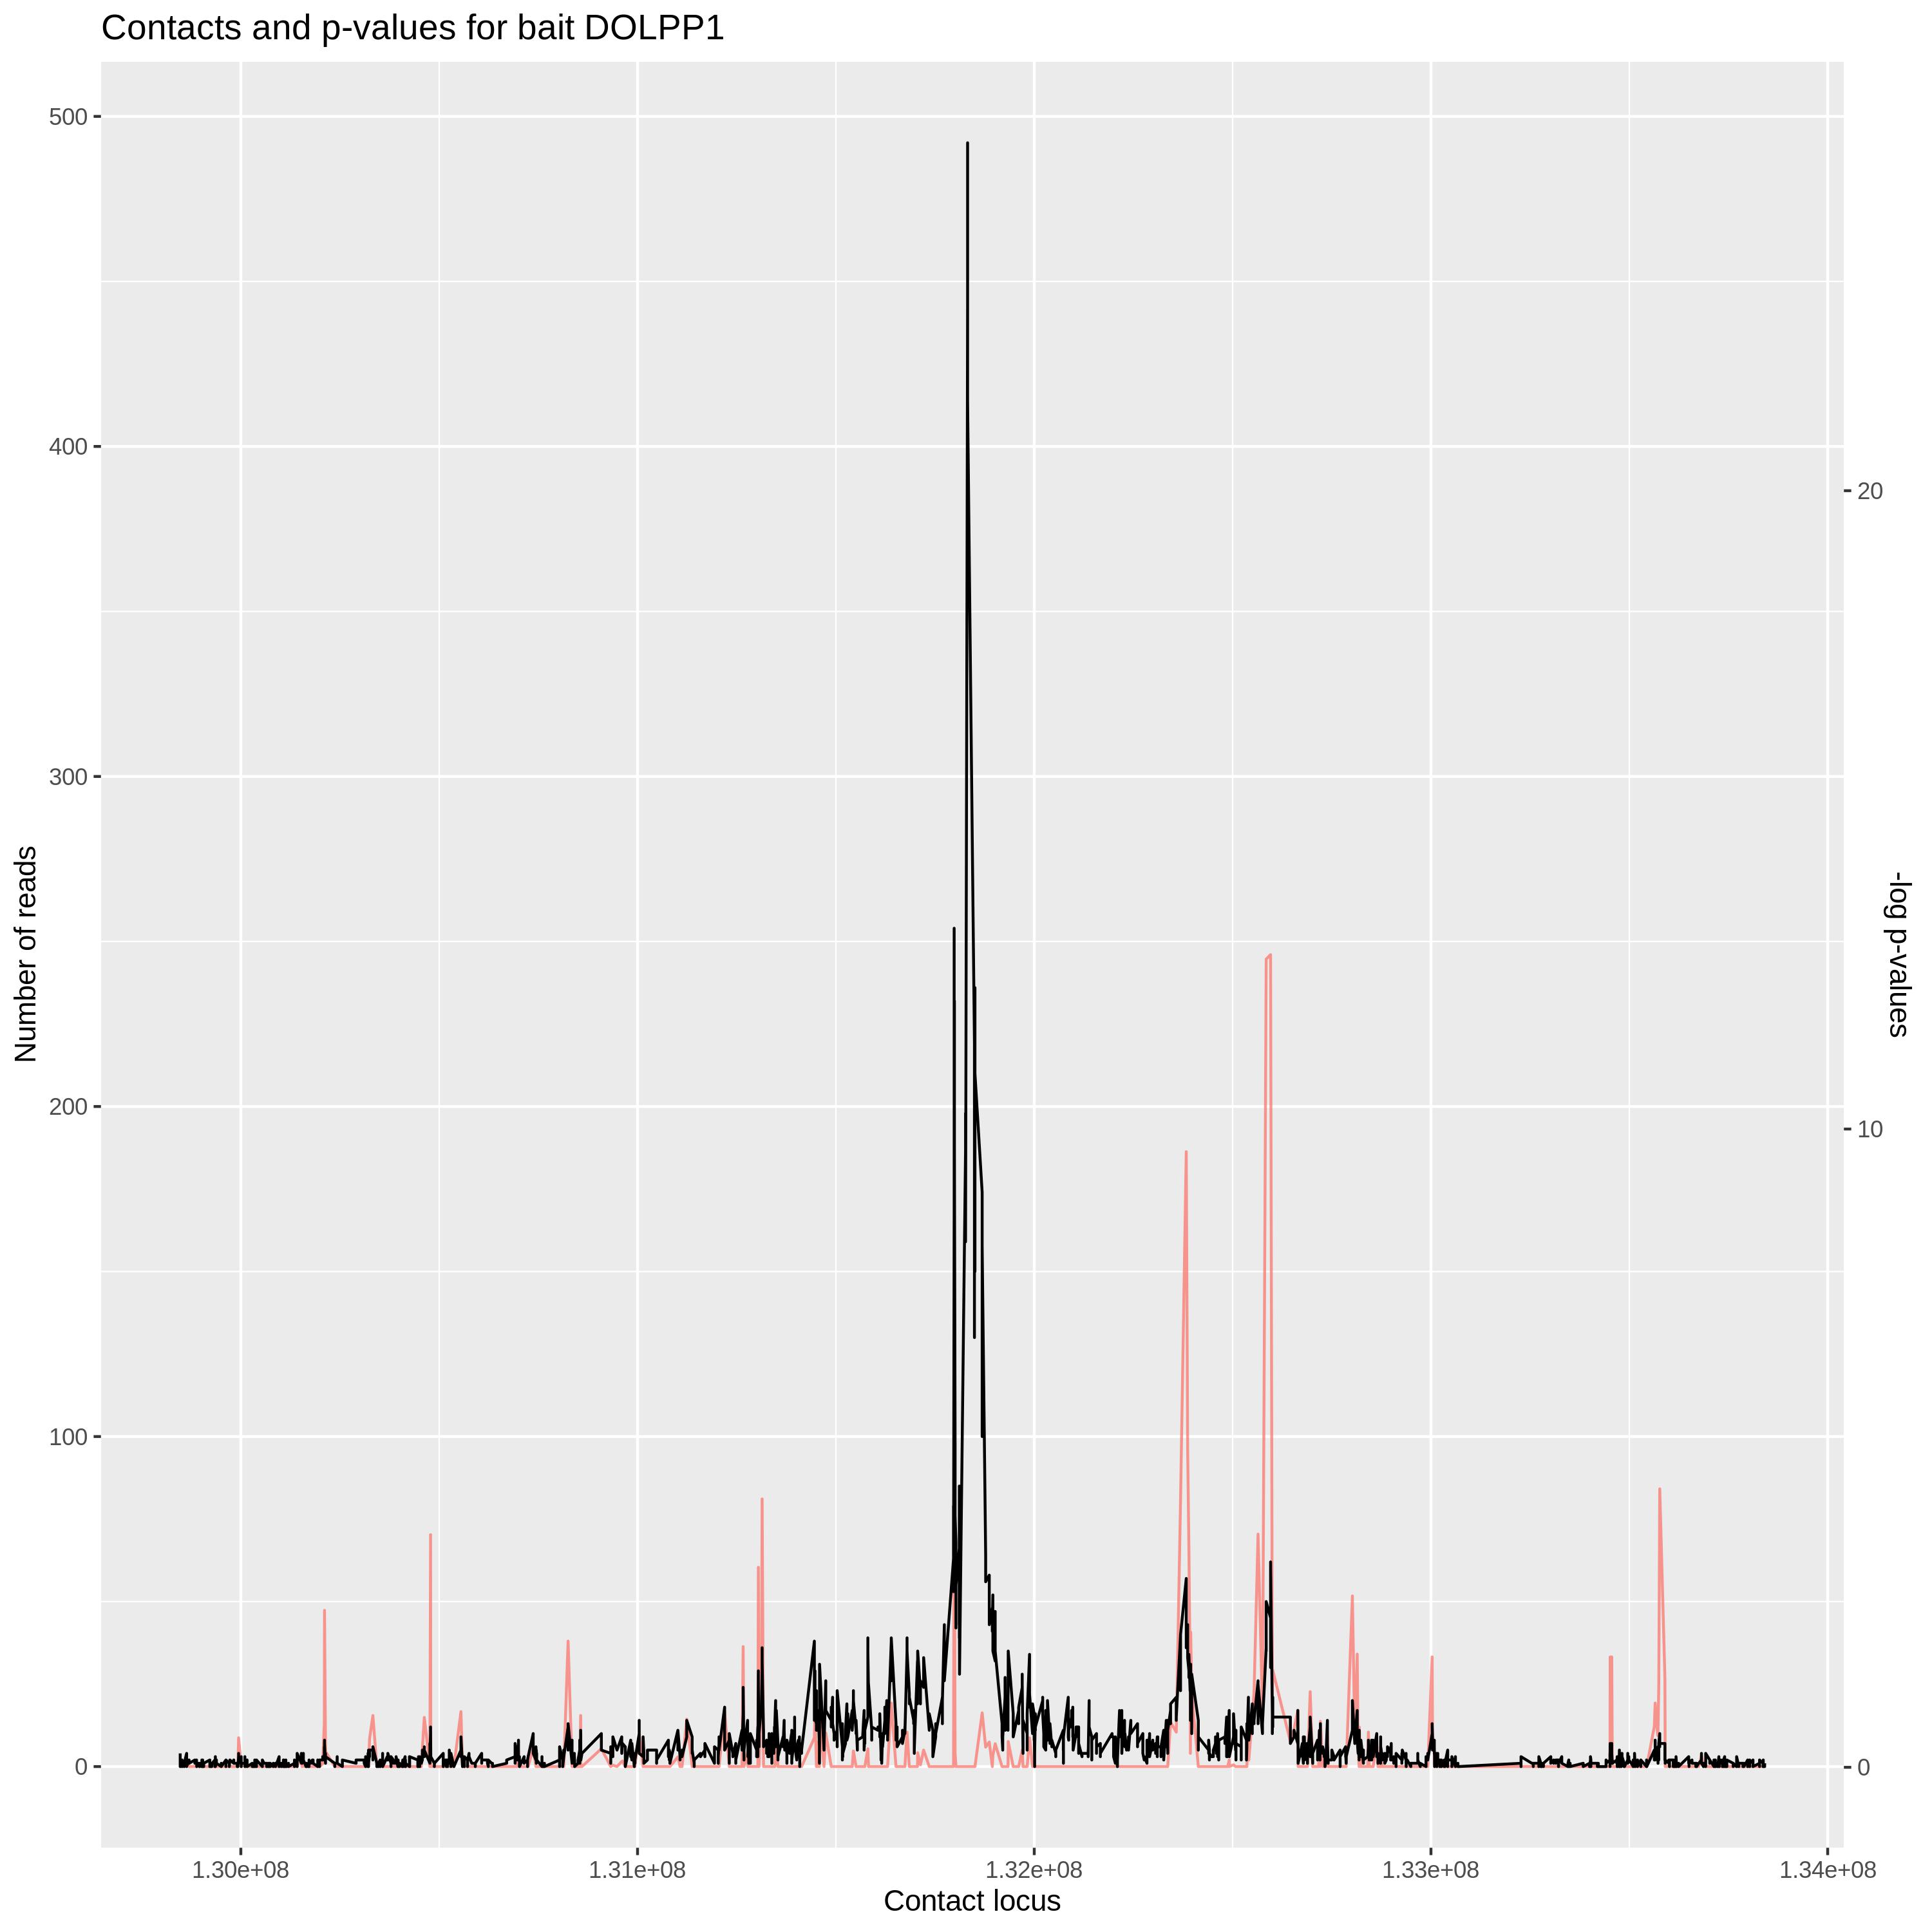 Contacts and p-values for bait DOLPP1
500
400
300
200
100
0
Number of reads
20
10
0
-log p-values
1.30e+08
1.31e+08
1.32e+08
1.33e+08
1.34e+08
Contact locus